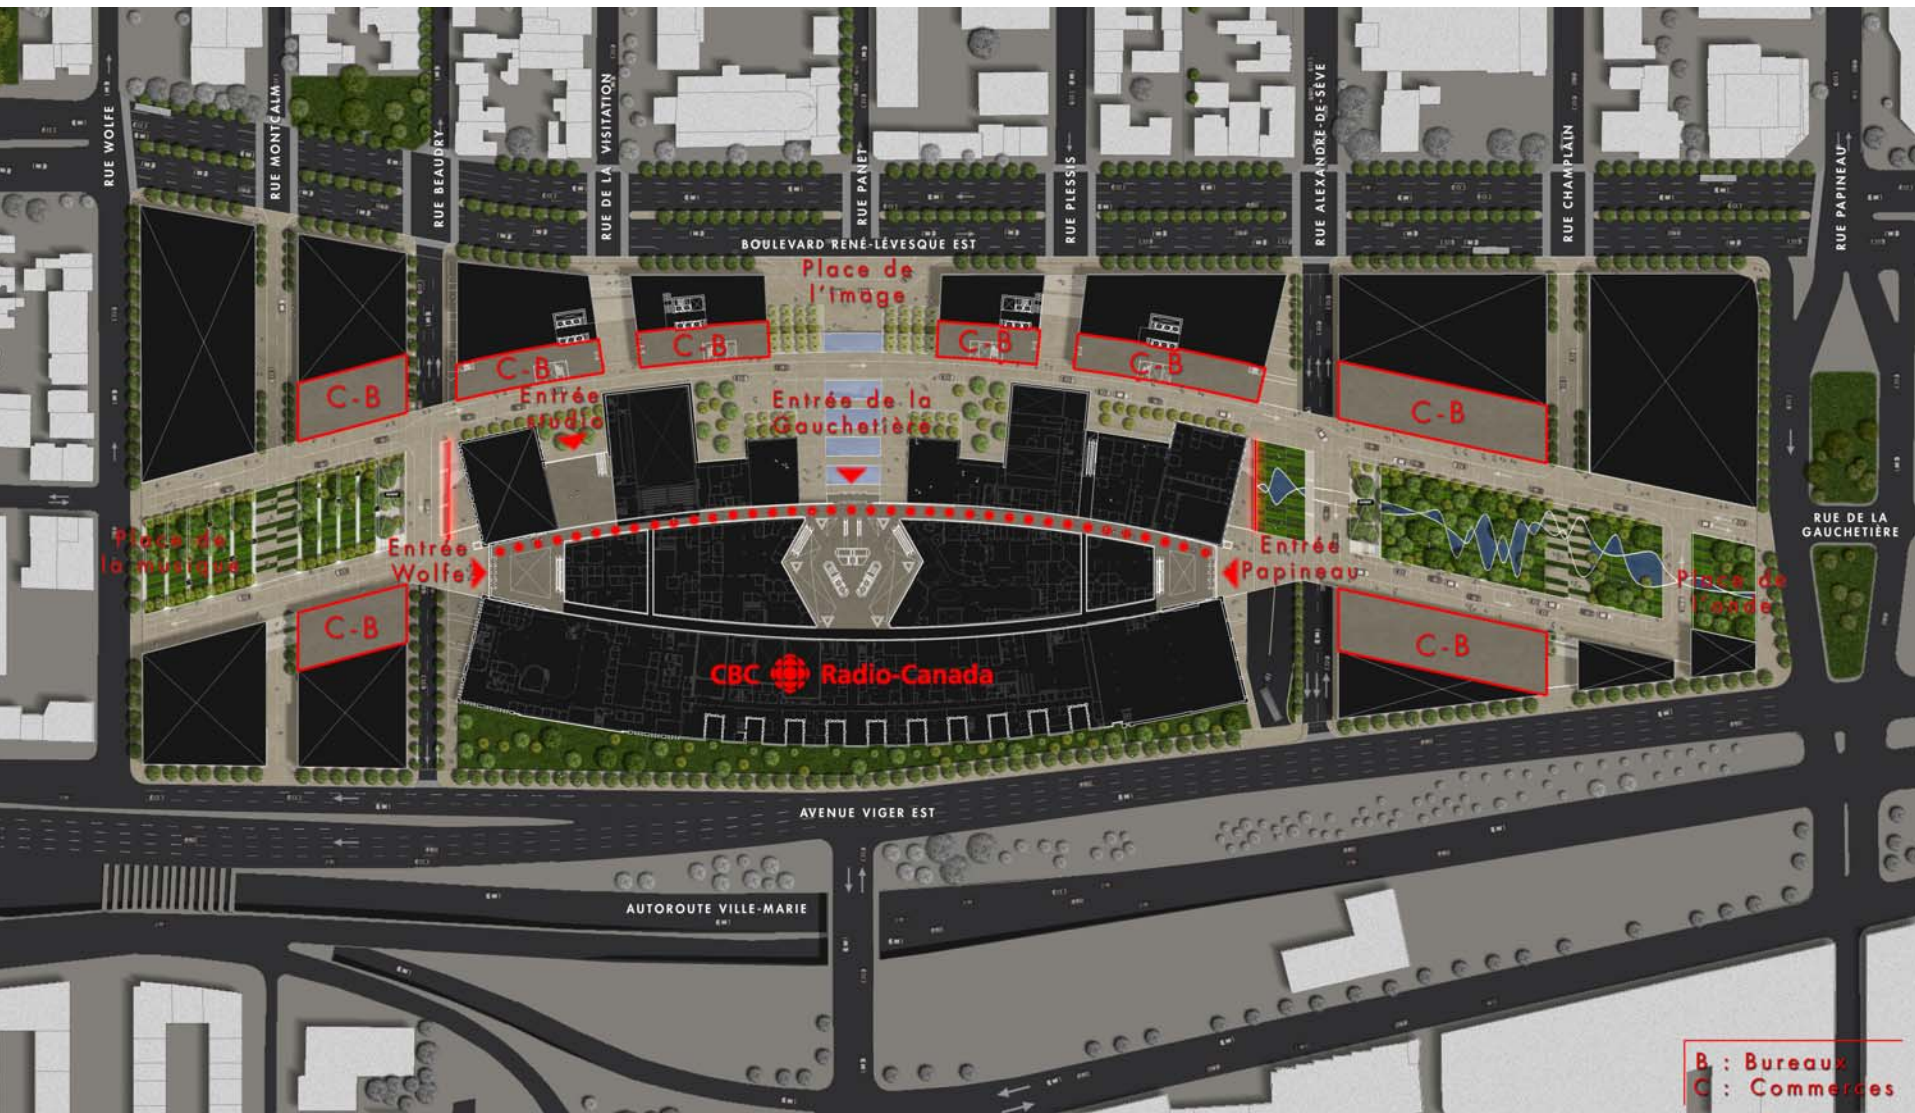 RUE WOLFE
RUE MONTCALM
RUE BEAUDRY
RUE DE LA VISITATION
RUE PANET
RUE PLESSIS
RUE ALEXANDRE-DE-SÈVE
RUE CHAMPLAIN
RUE PAPINEAU
BOULEVARD RENÉ-LÉVESQUE EST
Place de
l'image
C-B
C-B
C-B
C-B
C-B
C-B
Entrée
studio
Entrée de la
Gauchetière
RUE DE LA
GAUCHETIÈRE
Place de
la musique
Entrée
Wolfe
Entrée
Papineau
Place de
l'onde
C-B
C-B
CBC Radio-Canada
AVENUE VIGER EST
AUTOROUTE VILLE-MARIE
B : Bureaux
C : Commerces